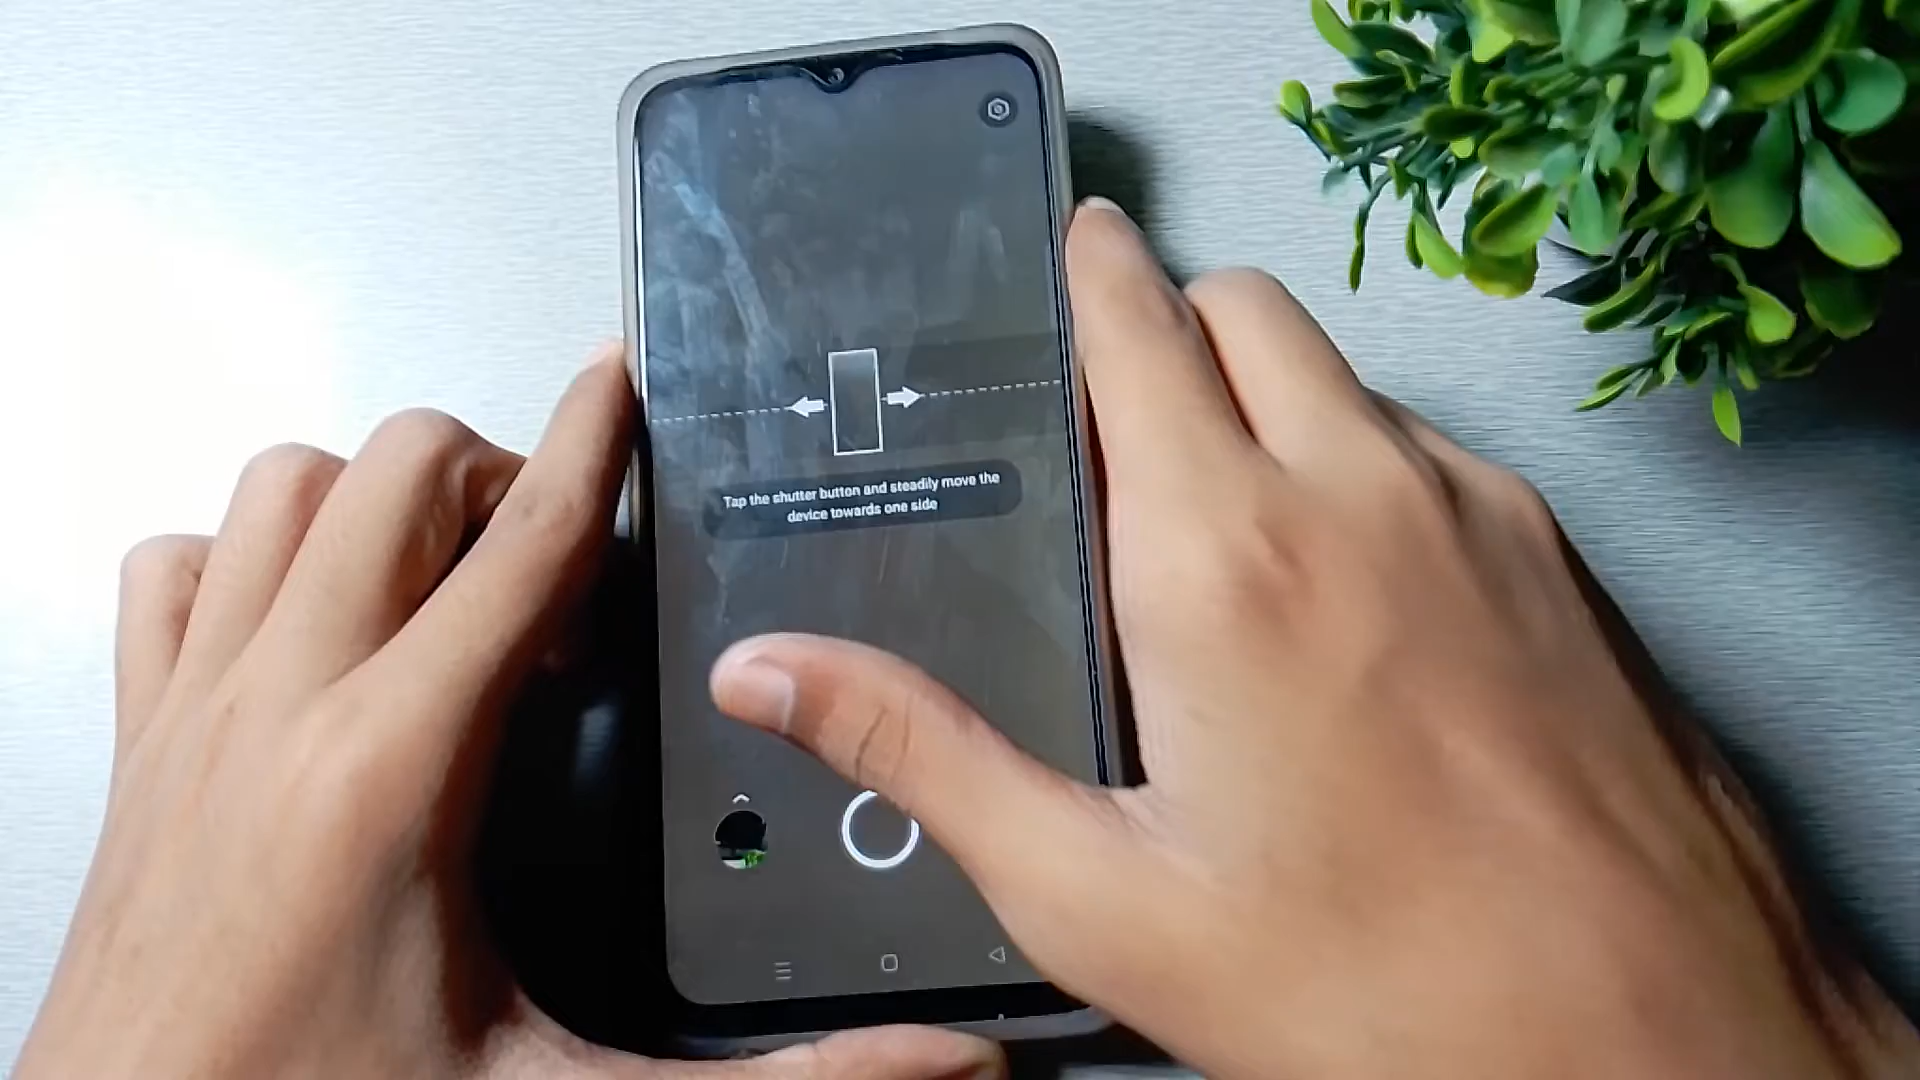 Tap the shutter button and steadily move the
device towards one side